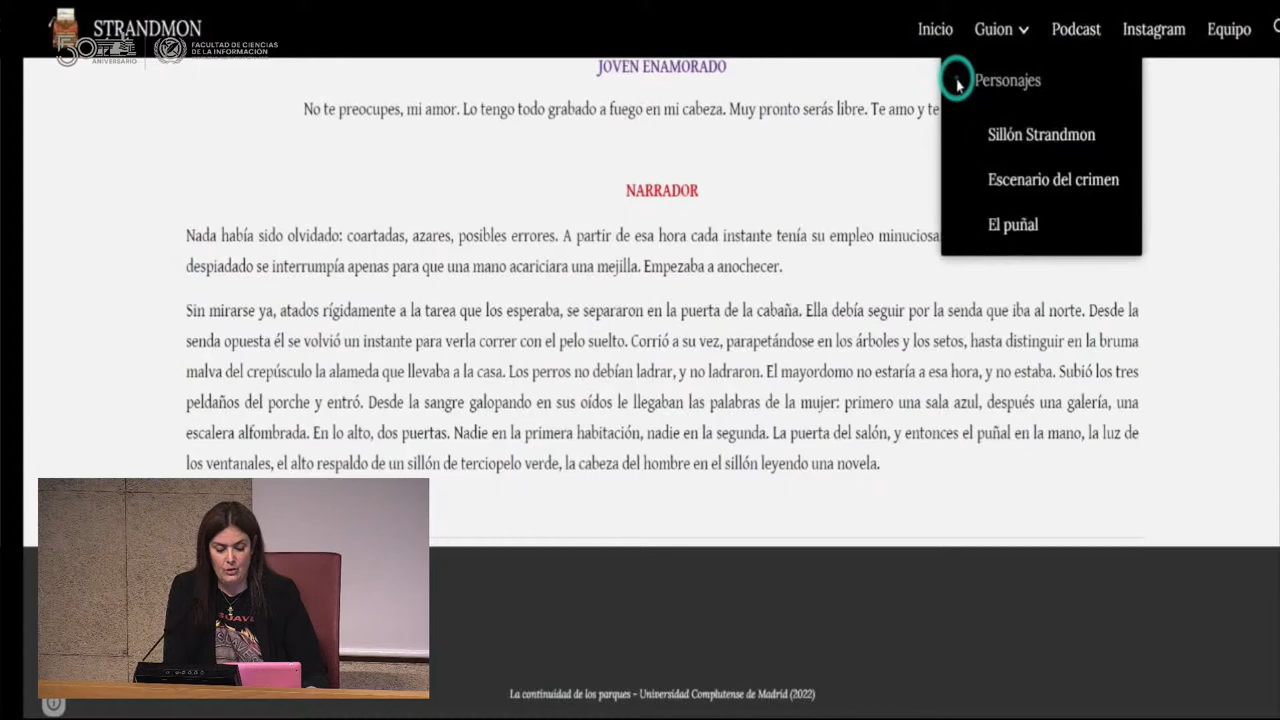 STRANDMON
50
ANIVERSARIO
FACULTAD DE CIENCIAS
DE LA INFORMACIÓN
Inicio
Guion
Podcast
Instagram
Equipo
Personajes
Sillón Strandmon
Escenario del crimen
El puñal
JOVEN ENAMORADO
No te preocupes, mi amor. Lo tengo todo grabado a fuego en mi cabeza. Muy pronto serás libre. Te amo y te
NARRADOR
Nada había sido olvidado: coartadas, azares, posibles errores. A partir de esa hora cada instante tenía su empleo minuciosa
despiadado se interrumpía apenas para que una mano acariciara una mejilla. Empezaba a anochecer.
Sin mirarse ya, atados rígidamente a la tarea que los esperaba, se separaron en la puerta de la cabaña. Ella debía seguir por la senda que iba al norte. Desde la
senda opuesta él se volvió un instante para verla correr con el pelo suelto. Corrió a su vez, parapetándose en los árboles y los setos, hasta distinguir en la bruma
malva del crepúsculo la alameda que llevaba a la casa. Los perros no debían ladrar, y no ladraron. El mayordomo no estaría a esa hora, y no estaba. Subió los tres
peldaños del porche y entró. Desde la sangre galopando en sus oídos le llegaban las palabras de la mujer: primero una sala azul, después una galería, una
escalera alfombrada. En lo alto, dos puertas. Nadie en la primera habitación, nadie en la segunda. La puerta del salón, y entonces el puñal en la mano, la luz de
los ventanales, el alto respaldo de un sillón de terciopelo verde, la cabeza del hombre en el sillón leyendo una novela.
La continuidad de los parques - Universidad Complutense de Madrid (2022)